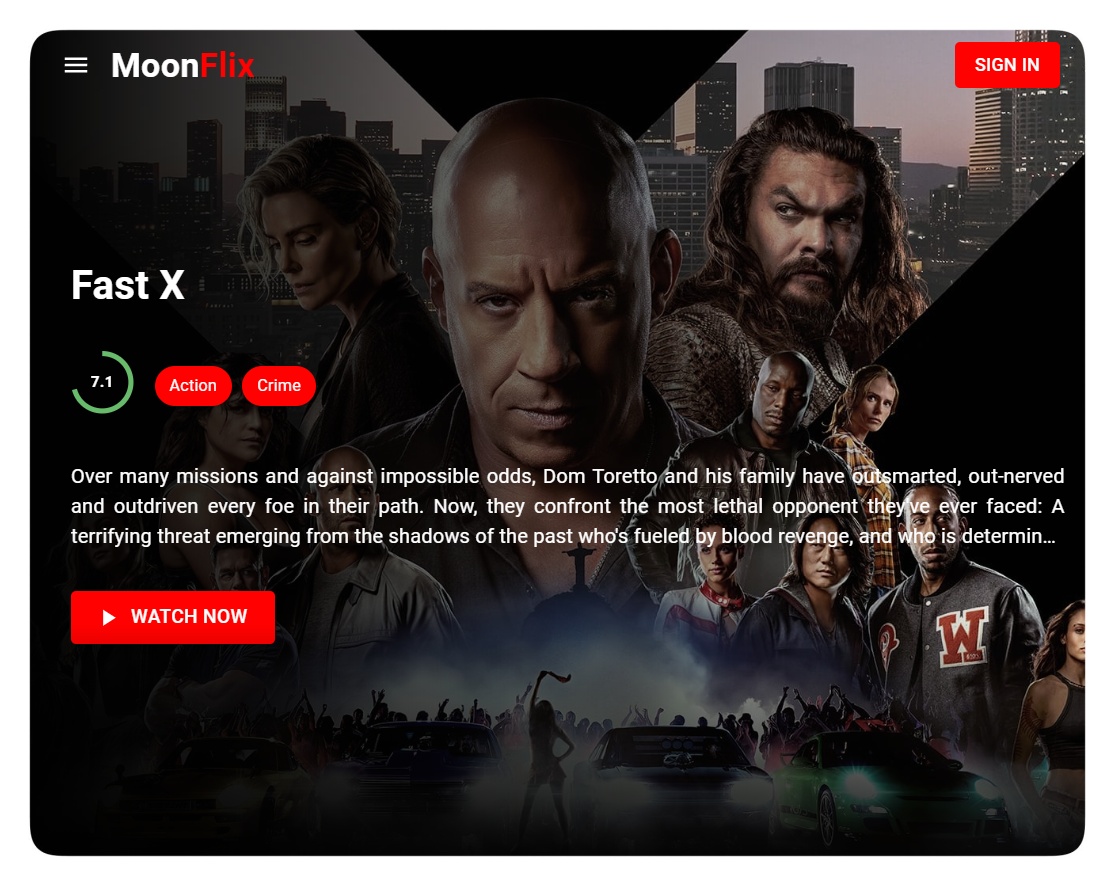 MoonFlix
SIGN IN
Fast X
7.1
Action
Crime
Over many missions and against impossible odds, Dom Toretto and his family have outsmarted, out-nerved
and outdriven every foe in their path. Now, they confront the most lethal opponent they've ever faced: A
terrifying threat emerging from the shadows of the past who's fueled by blood revenge, and who is determin...
WATCH NOW
W